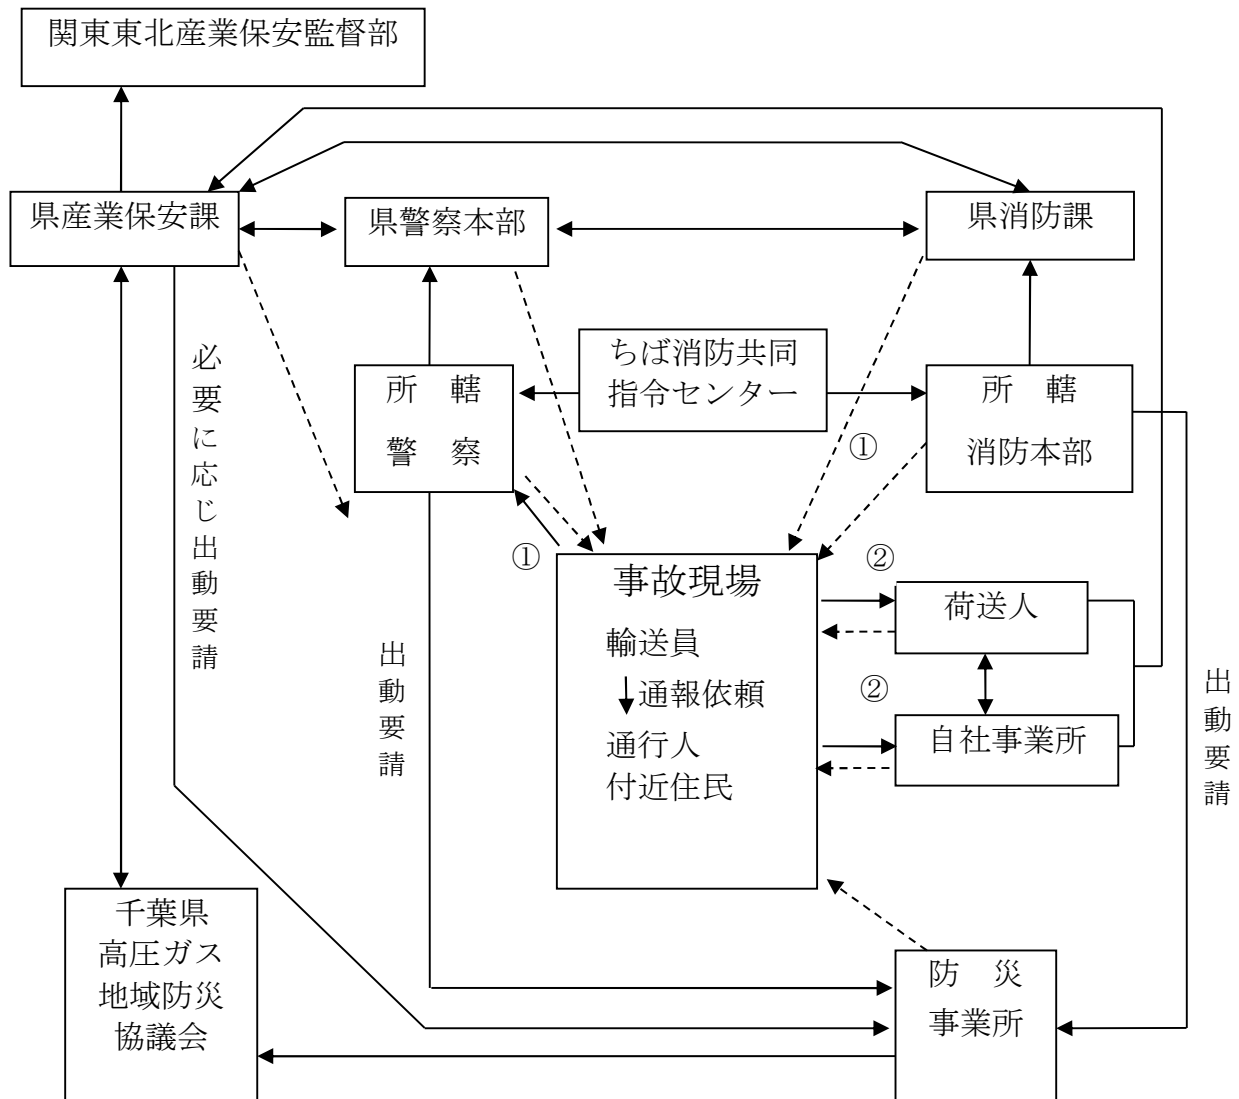 関東東北産業保安監督部
県産業保安課
県警察本部
県消防課
ちば消防共同
指令センター
所　轄
警　察
所　轄
消防本部
必要に応じ出動要請
①
①
事故現場
輸送員
通報依頼
通行人
付近住民
②
荷送人
②
自社事業所
出動要請
出動要請
千葉県
高圧ガス
地域防災
協議会
防　災
事業所